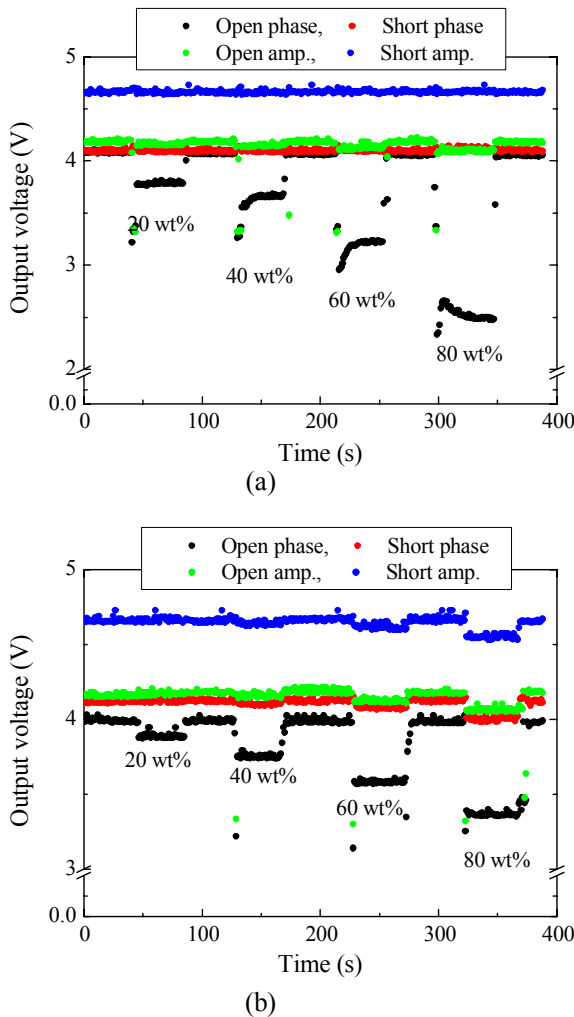 Open phase, Short phase
Open amp., Short amp.
5
4
3
2
0.0
Output voltage (V)
20 wt%
40 wt%
60 wt%
80 wt%
0 100 200 300 400
Time (s)
(a)
Open phase, Short phase
Open amp., Short amp.
5
4
3
0.0
Output voltage (V)
20 wt%
40 wt%
60 wt%
80 wt%
0 100 200 300 400
Time (s)
(b)